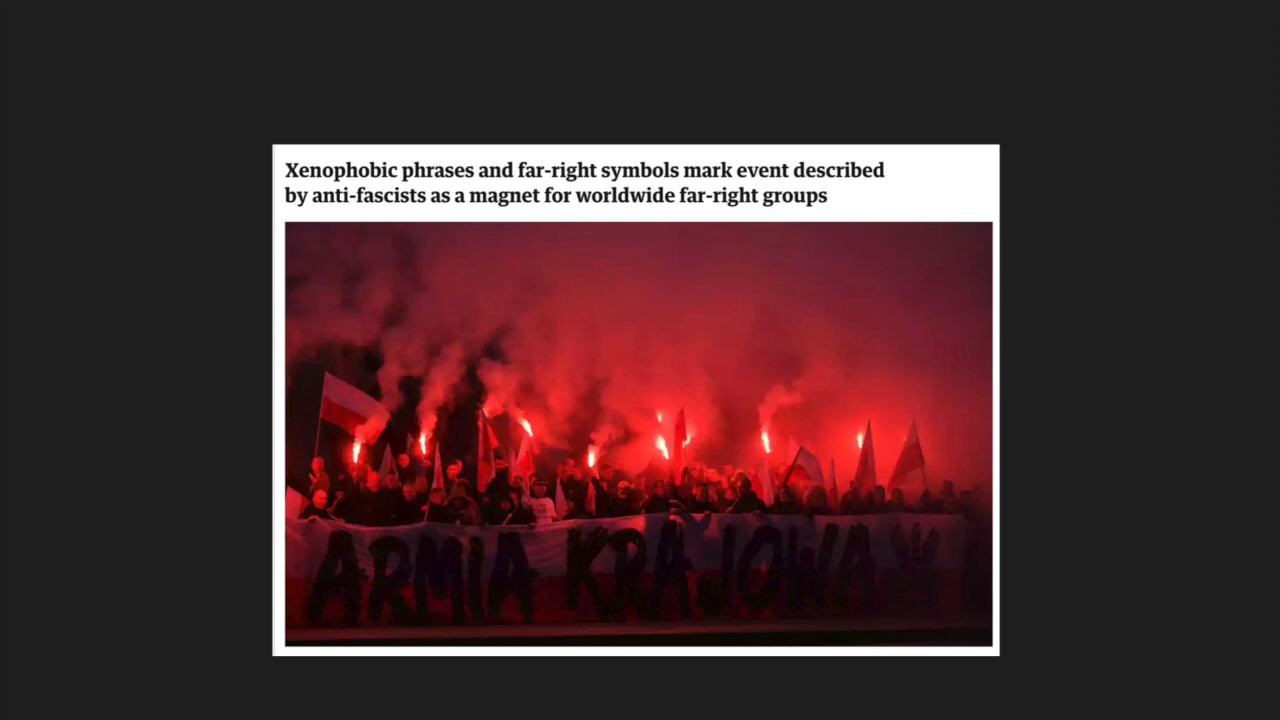 Xenophobic phrases and far-right symbols mark event described
by anti-fascists as a magnet for worldwide far-right groups
ARMIA KRAJOWA